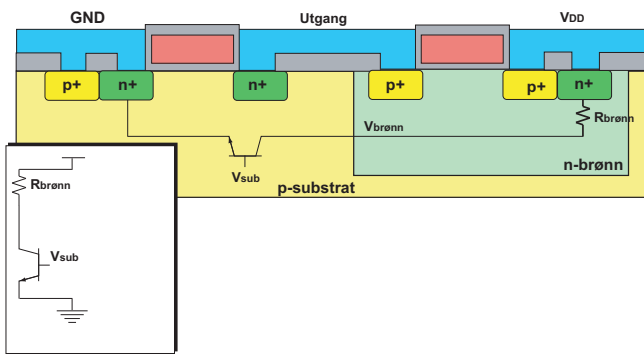 GND Utgang VDD
p+ n+ n+ p+ p+ n+
Vbrønn Rbrønn
Vsub
n-brønn
p-substrat
Rbrønn
Vsub